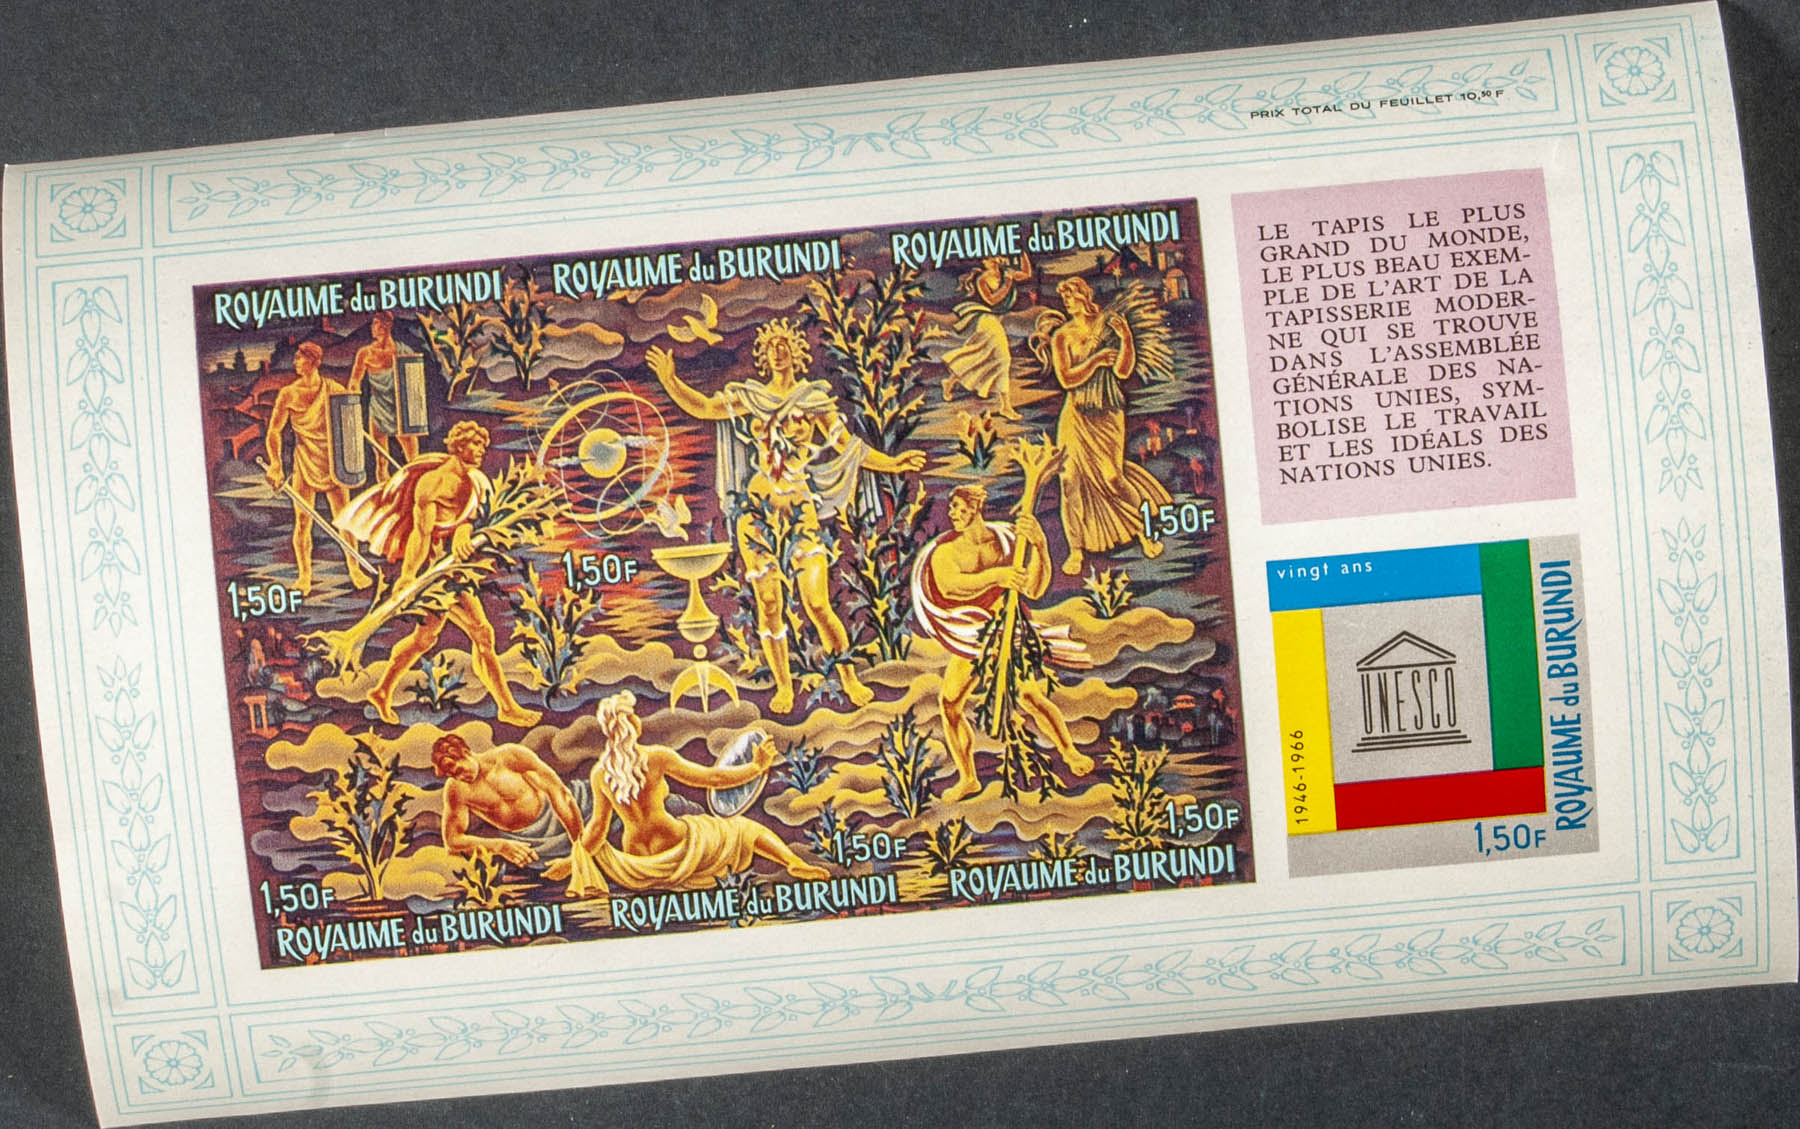 PRIX TOTAL DU FEUILLET 10,50 F
ROYAUME du BURUNDI
ROYAUME du BURUNDI
ROYAUME du BURUNDI
1,50F
1,50F
1,50F
1,50F
1,50F
1,50F
ROYAUME du BURUNDI
ROYAUME du BURUNDI
ROYAUME du BURUNDI
LE TAPIS LE PLUS
GRAND DU MONDE,
LE PLUS BEAU EXEM-
PLE DE L'ART DE LA
TAPISSERIE MODER-
NE QUI SE TROUVE
DANS L'ASSEMBLÉE
GÉNÉRALE DES NA-
TIONS UNIES, SYM-
BOLISE LE TRAVAIL
ET LES IDÉALS DES
NATIONS UNIES.
vingt ans
1946-1966
UNESCO
ROYAUME du BURUNDI
1,50F